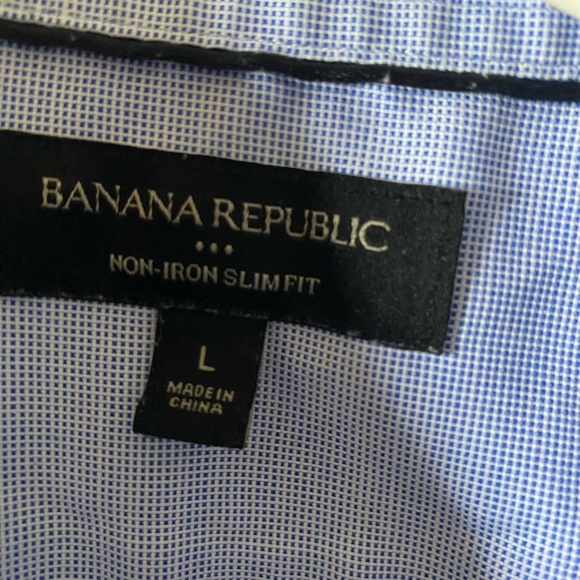 BANANA REPUBLIC
NON-IRON SLIM FIT
L
MADE IN
CHINA